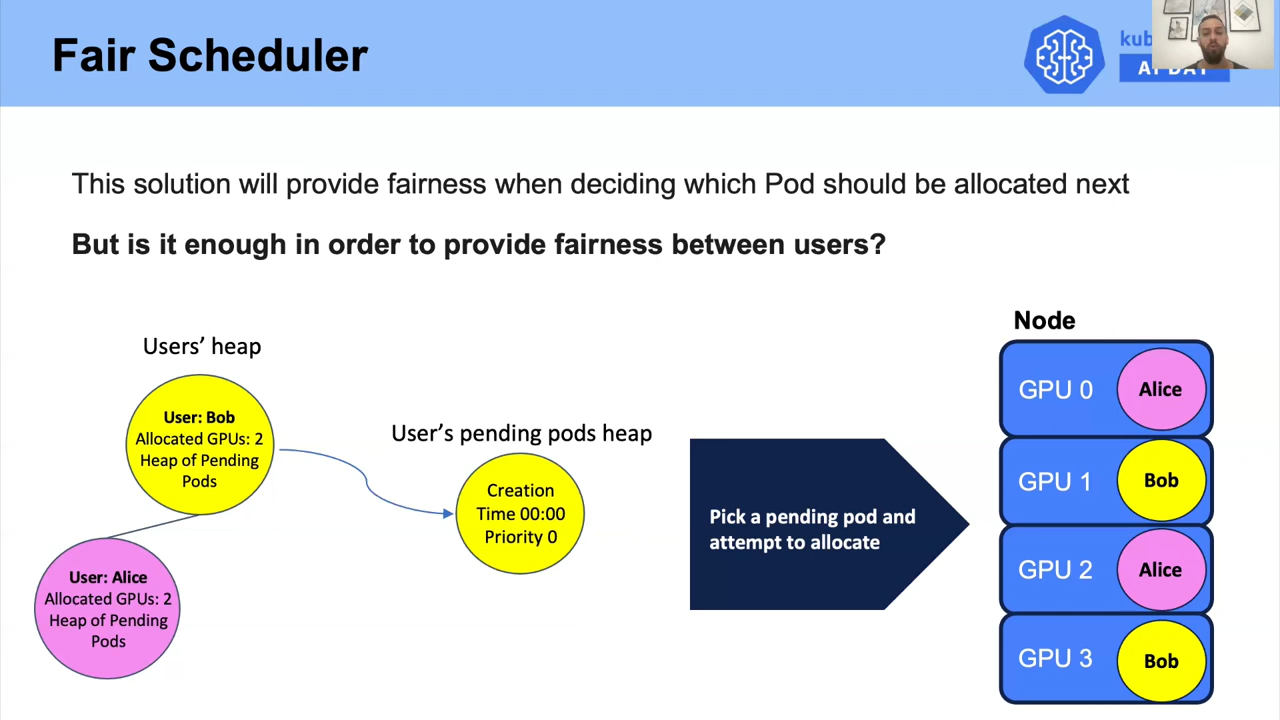 Fair Scheduler
kub
AI DAY
This solution will provide fairness when deciding which Pod should be allocated next
But is it enough in order to provide fairness between users?
Users' heap
User: Bob
Allocated GPUs: 2
Heap of Pending
Pods
User: Alice
Allocated GPUs: 2
Heap of Pending
Pods
User's pending pods heap
Creation
Time 00:00
Priority 0
Pick a pending pod and
attempt to allocate
Node
GPU 0
Alice
GPU 1
Bob
GPU 2
Alice
GPU 3
Bob